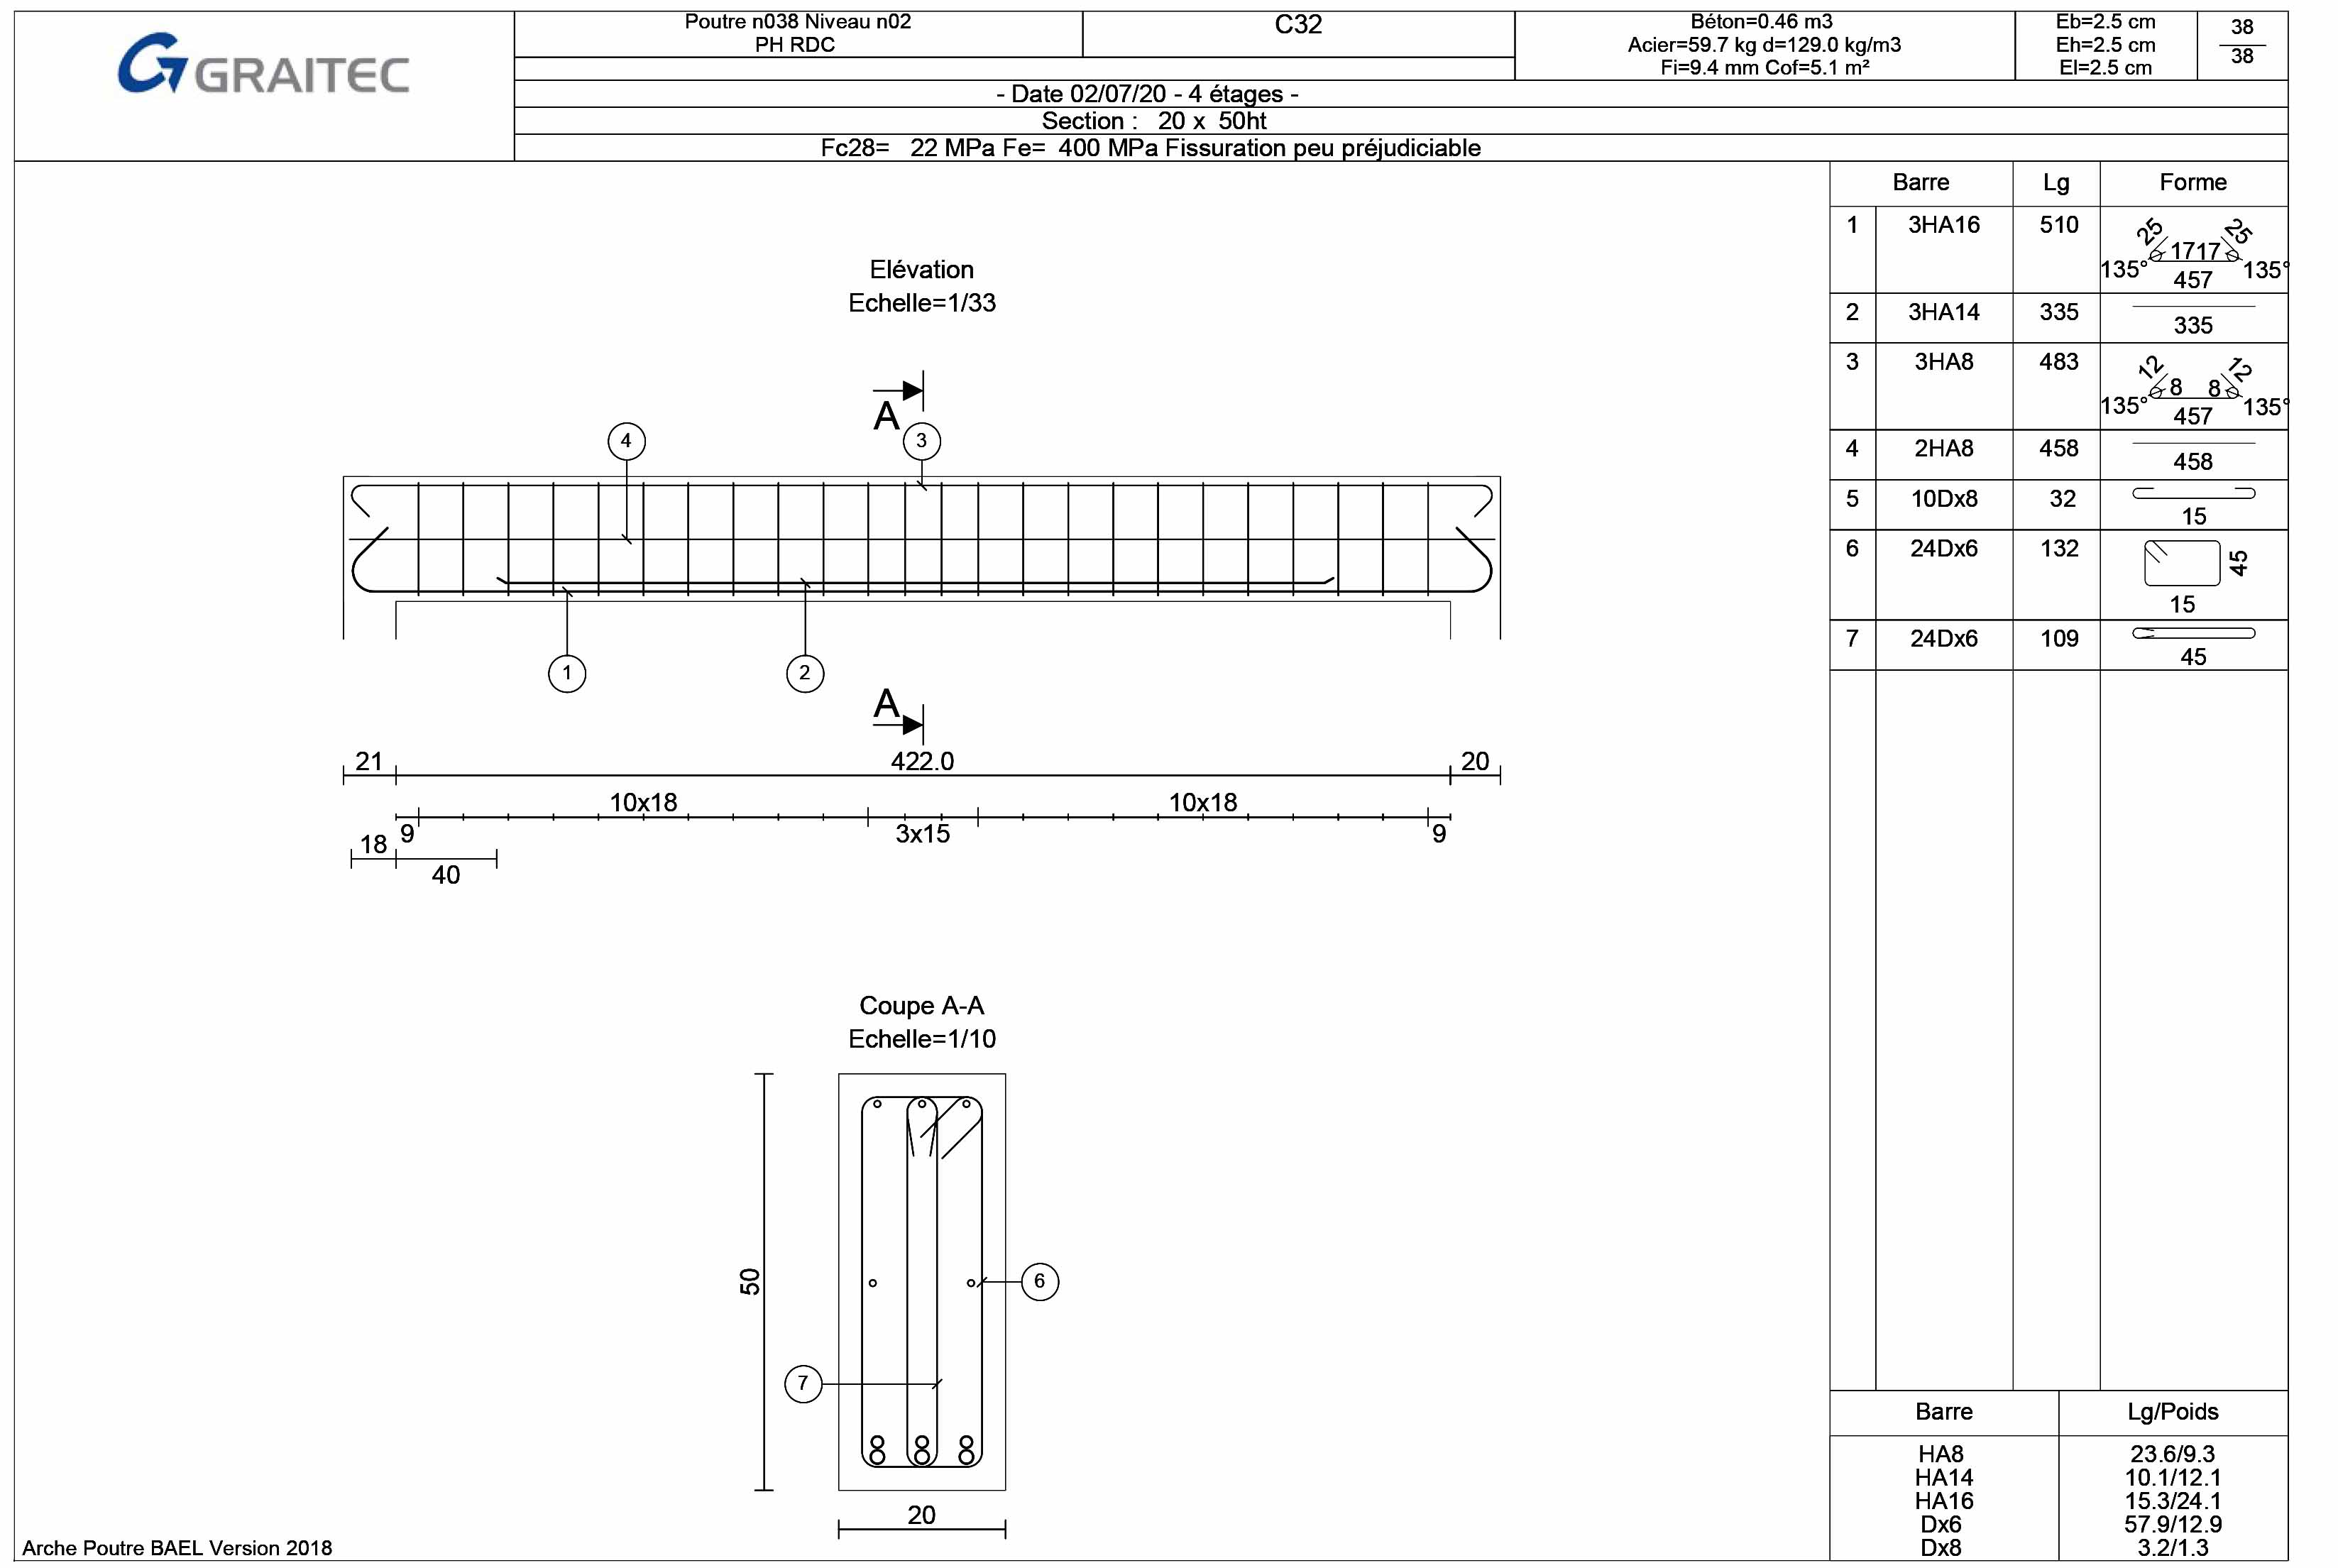 GRAITEC
Poutre n038 Niveau n02
PH RDC
C32
Béton=0.46 m3
Acier=59.7 kg d=129.0 kg/m3
Fi=9.4 mm Cof=5.1 m²
Eb=2.5 cm
Eh=2.5 cm
El=2.5 cm
38
38
- Date 02/07/20 - 4 étages -
Section : 20 x 50ht
Fc28= 22 MPa Fe= 400 MPa Fissuration peu préjudiciable
Barre Lg Forme
1 3HA16 510 25 25 1717 135° 135° 457
2 3HA14 335 335
3 3HA8 483 12 12 8 8 135° 135° 457
4 2HA8 458 458
5 10Dx8 32 15
6 24Dx6 132 45 15
7 24Dx6 109 45
Elévation
Echelle=1/33
A
4
3
1
2
A
21 422.0 20
10x18 10x18
9 3x15 9
18
40
Coupe A-A
Echelle=1/10
50
6
7
20
Barre Lg/Poids
HA8 23.6/9.3
HA14 10.1/12.1
HA16 15.3/24.1
Dx6 57.9/12.9
Dx8 3.2/1.3
Arche Poutre BAEL Version 2018